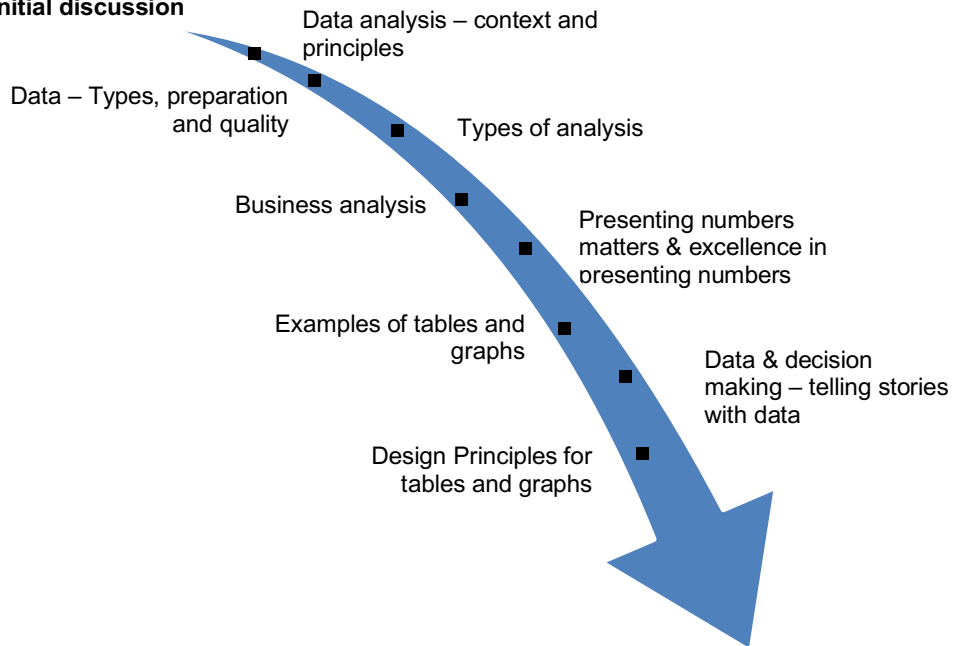 nitial discussion
Data analysis – context and
principles
Data – Types, preparation
and quality
Types of analysis
Business analysis
Presenting numbers
matters & excellence in
presenting numbers
Examples of tables and
graphs
Data & decision
making – telling stories
with data
Design Principles for
tables and graphs